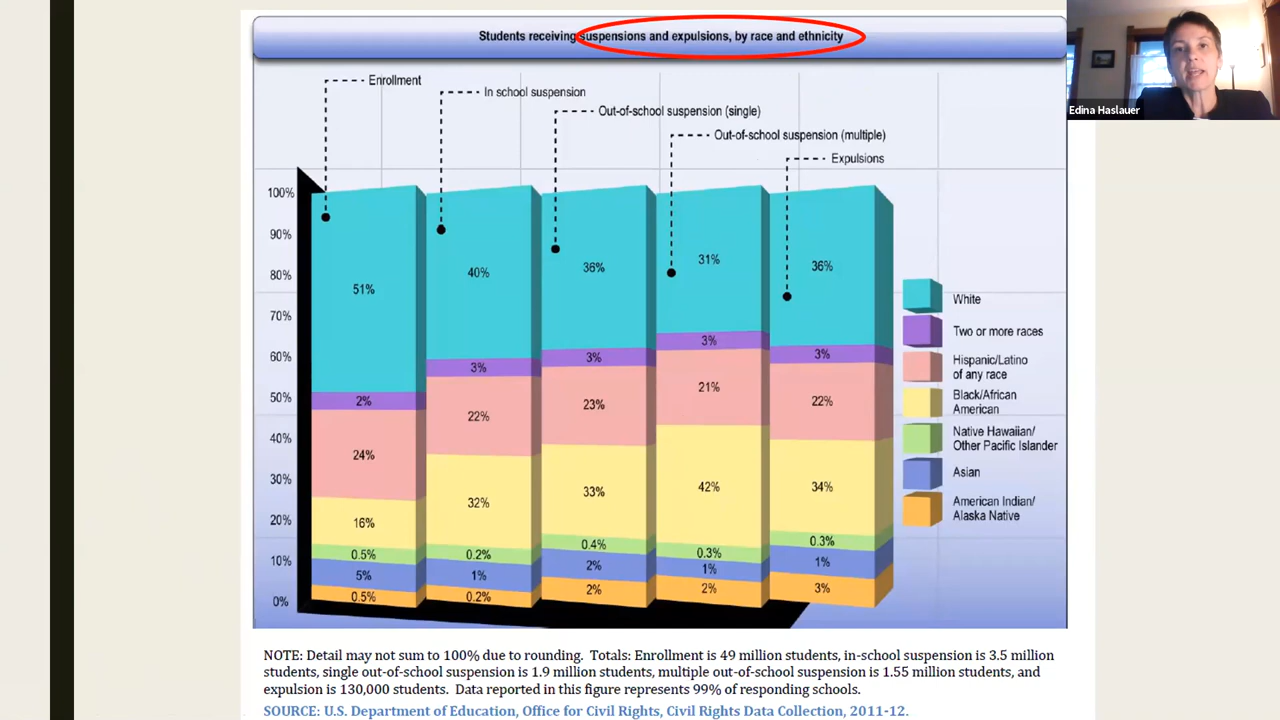 Students receiving suspensions and expulsions, by race and ethnicity
Edina Haslauer
Enrollment
In school suspension
Out-of-school suspension (single)
Out-of-school suspension (multiple)
Expulsions
100%
90%
80%
70%
60%
50%
40%
30%
20%
10%
0%
51%
2%
24%
16%
0.5%
5%
0.5%
40%
3%
22%
32%
0.2%
1%
0.2%
36%
3%
23%
33%
0.4%
2%
2%
31%
3%
21%
42%
0.3%
1%
2%
36%
3%
22%
34%
0.3%
1%
3%
White
Two or more races
Hispanic/Latino
of any race
Black/African
American
Native Hawaiian/
Other Pacific Islander
Asian
American Indian/
Alaska Native
NOTE: Detail may not sum to 100% due to rounding. Totals: Enrollment is 49 million students, in-school suspension is 3.5 million
students, single out-of-school suspension is 1.9 million students, multiple out-of-school suspension is 1.55 million students, and
expulsion is 130,000 students. Data reported in this figure represents 99% of responding schools.
SOURCE: U.S. Department of Education, Office for Civil Rights, Civil Rights Data Collection, 2011-12.